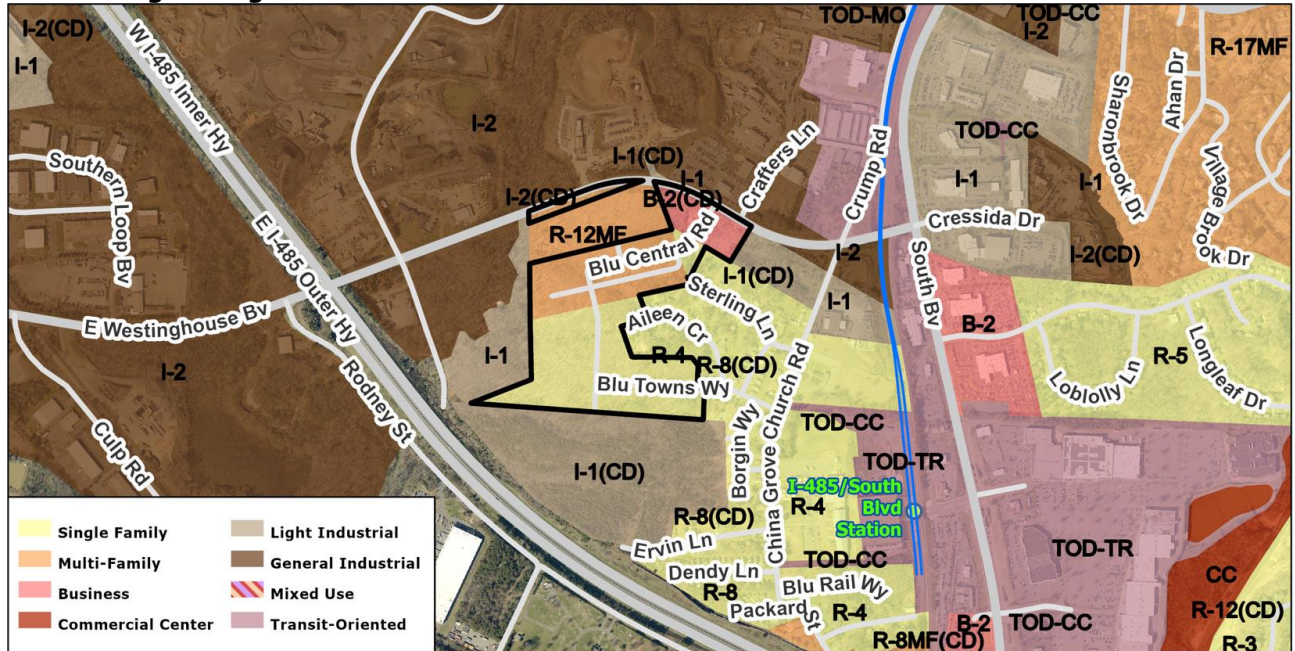 TOD-MO
TOD-CC
I-2
I-2(CD)
I-1
W I-485 Inner Hy
R-17MF
Ahan Dr
Sharonbrook Dr
Village Brook Dr
I-2
TOD-CC
Crafters Ln
Crump Rd
I-1(CD)
I-1
I-1
I-1
Southern Loop Bv
I-2(CD)
B-2(CD)
R-12MF
Cressida Dr
E I-485 Outer Hy
Blu Central Rd
I-2
I-2(CD)
South Bv
I-1(CD)
Sterling Ln
I-1
E Westinghouse Bv
Aileen Cr
B-2
I-1
R-4
R-8(CD)
R-5
Longleaf Dr
I-2
Rodney St
Blu Towns Wy
Loblolly Ln
China Grove Church Rd
Borgin Wy
TOD-CC
Culp Rd
TOD-TR
I-1(CD)
I-485/South
Blvd
Station
R-4
R-8(CD)
Ervin Ln
TOD-CC
TOD-TR
Dendy Ln
CC
R-8
Blu Rail Wy
Packard St
R-4
R-12(CD)
B-2
TOD-CC
R-8MF(CD)
R-3
Single Family
Multi-Family
Business
Commercial Center
Light Industrial
General Industrial
Mixed Use
Transit-Oriented